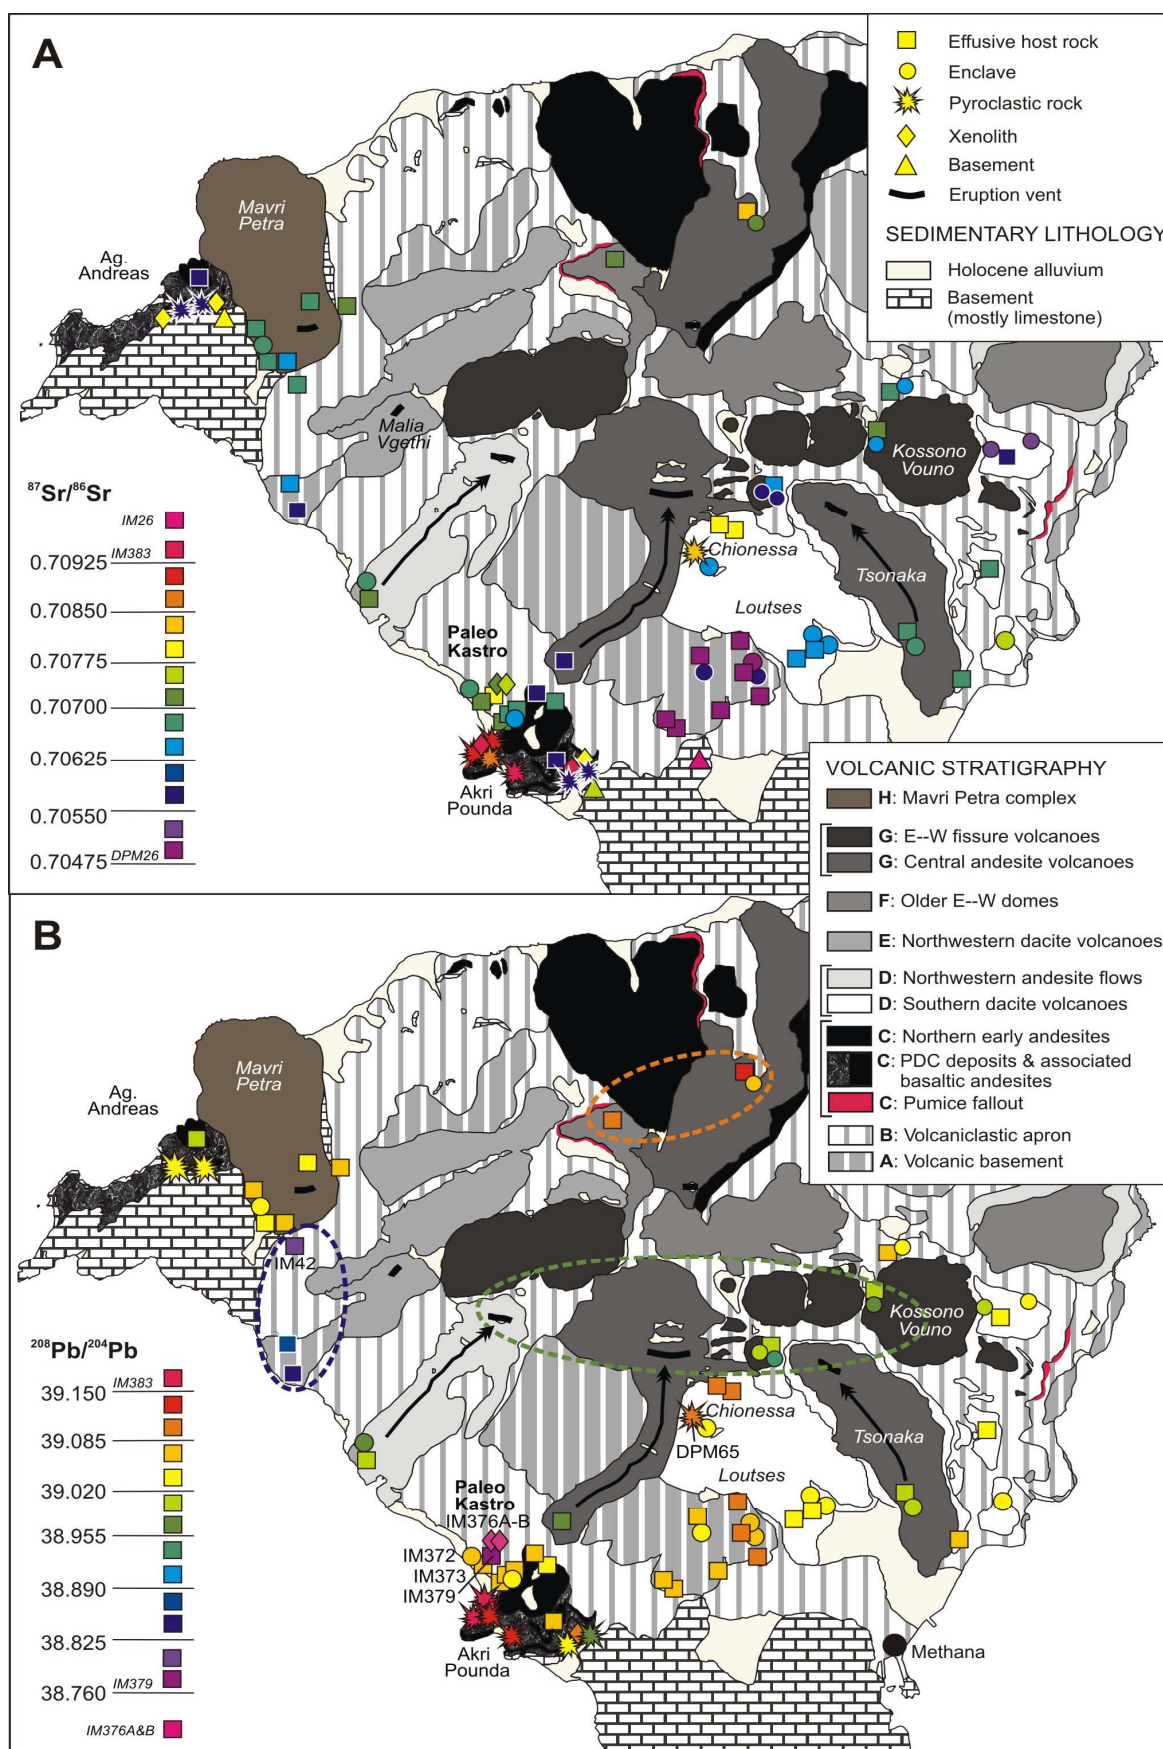 A
Effusive host rock
Enclave
Pyroclastic rock
Xenolith
Basement
Eruption vent
SEDIMENTARY LITHOLOGY
Holocene alluvium
Basement
(mostly limestone)
Mavri
Petra
Ag.
Andreas
Malia
Vgethi
Kossono
Vouno
Chionessa
Tsonaka
Loutses
Paleo
Kastro
Akri
Pounda
⁸⁷Sr/⁸⁶Sr
IM26
IM383
0.70925
0.70850
0.70775
0.70700
0.70625
0.70550
DPM26
0.70475
VOLCANIC STRATIGRAPHY
H: Mavri Petra complex
G: E--W fissure volcanoes
G: Central andesite volcanoes
F: Older E--W domes
E: Northwestern dacite volcanoes
D: Northwestern andesite flows
D: Southern dacite volcanoes
C: Northern early andesites
C: PDC deposits & associated
basaltic andesites
C: Pumice fallout
B: Volcaniclastic apron
A: Volcanic basement
B
Mavri
Petra
Ag.
Andreas
IM42
Kossono
Vouno
Chionessa
DPM65
Tsonaka
Loutses
Paleo
Kastro
IM376A-B
IM372
IM373
IM379
Akri
Pounda
Methana
²⁰⁸Pb/²⁰⁴Pb
IM383
39.150
39.085
39.020
38.955
38.890
38.825
IM379
38.760
IM376A&B